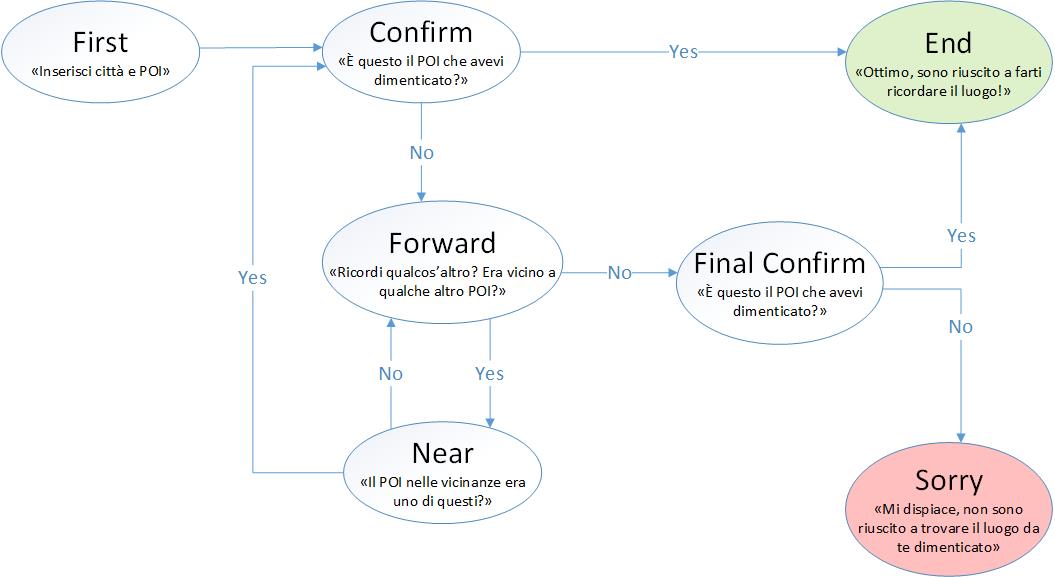 First
«Inserisci città e POI»
Confirm
«È questo il POI che avevi
dimenticato?»
Yes
End
«Ottimo, sono riuscito a farti
ricordare il luogo!»
No
Forward
«Ricordi qualcos'altro? Era vicino a
qualche altro POI?»
No
Final Confirm
«È questo il POI che avevi
dimenticato?»
Yes
Yes
No
No
Yes
Near
«Il POI nelle vicinanze era
uno di questi?»
Sorry
«Mi dispiace, non sono
riuscito a trovare il luogo da
te dimenticato»